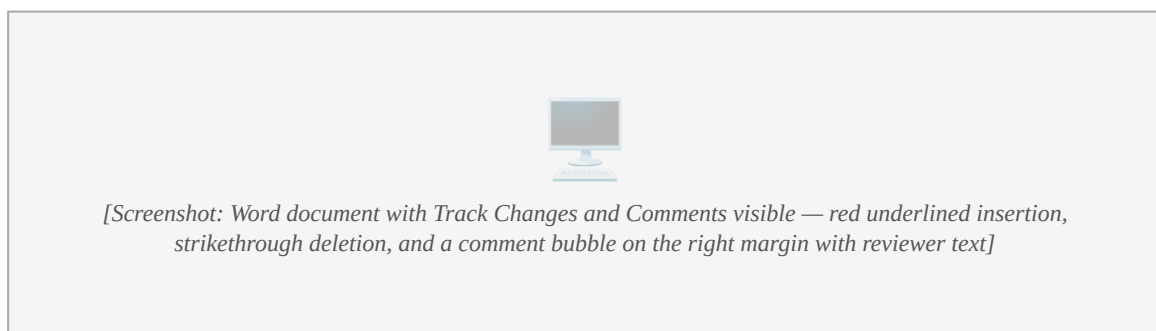 [Screenshot: Word document with Track Changes and Comments visible — red underlined insertion,
strikethrough deletion, and a comment bubble on the right margin with reviewer text]